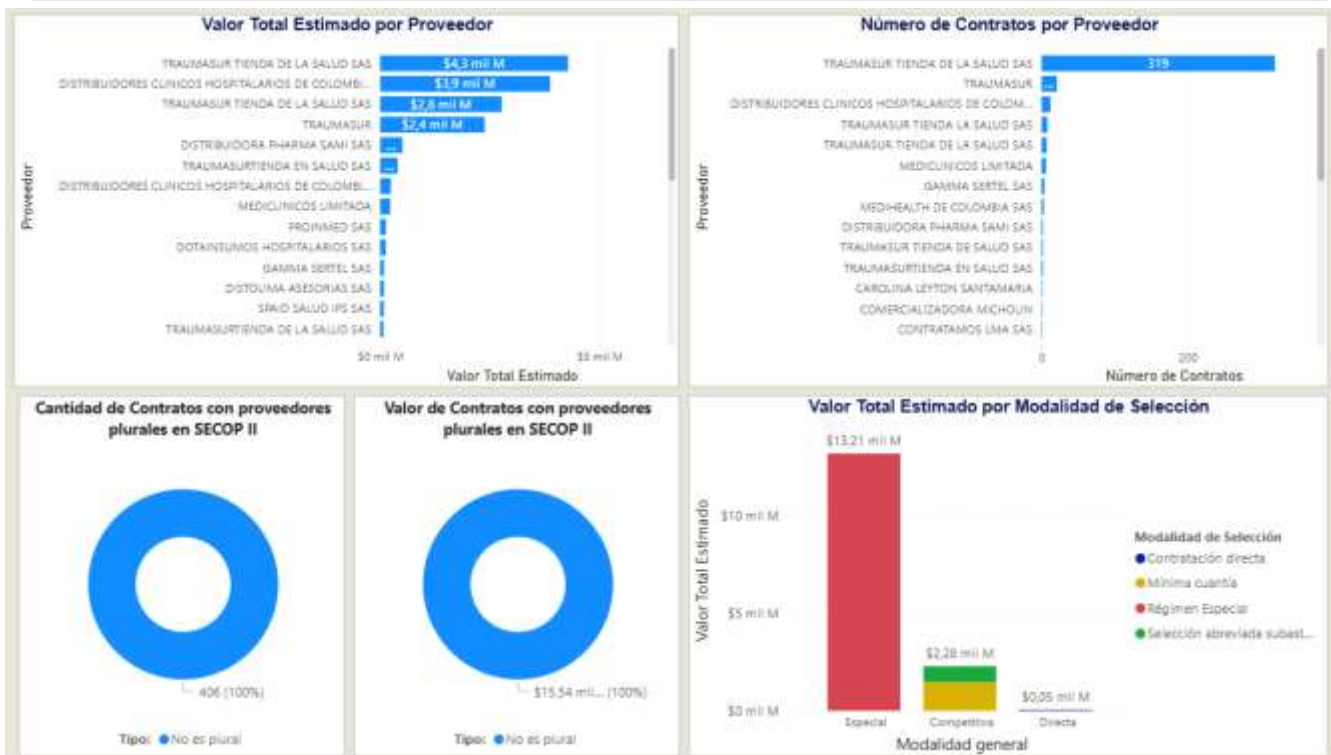 Valor Total Estimado por Proveedor
Proveedor
TRAUMASUR TIENDA DE LA SALUD SAS
$4,3 mil M
DISTRIBUIDORES CLINICOS HOSPITALARIOS DE COLOMBI...
$3,9 mil M
TRAUMASUR TIENDA DE LA SALUD SAS
$2,8 mil M
TRAUMASUR
$2,4 mil M
DISTRIBUIDORA PHARMA SAMI SAS
...
TRAUMASURTIENDA EN SALUD SAS
...
DISTRIBUIDORES CLINICOS HOSPITALARIOS DE COLOMBI...
MEDICLINICOS LIMITADA
PROINMED SAS
DOTAINSUMOS HOSPITALARIOS SAS
GAMMA SERTEL SAS
DISTOLIMA ASESORIAS SAS
SPAID SALUD IPS SAS
TRAUMASURTIENDA DE LA SALUD SAS
$0 mil M
$5 mil M
Valor Total Estimado
Número de Contratos por Proveedor
Proveedor
TRAUMASUR TIENDA DE LA SALUD SAS
319
TRAUMASUR
...
DISTRIBUIDORES CLINICOS HOSPITALARIOS DE COLOM...
TRAUMASUR TIENDA LA SALUD SAS
TRAUMASUR TIENDA DE LA SALUD SAS
MEDICLINICOS LIMITADA
GAMMA SERTEL SAS
MEDIHEALTH DE COLOMBIA SAS
DISTRIBUIDORA PHARMA SAMI SAS
TRAUMASUR TIENDA DE SALUD SAS
TRAUMASURTIENDA EN SALUD SAS
CAROLINA LEYTON SANTAMARIA
COMERCIALIZADORA MICHOLIN
CONTRATAMOS LMA SAS
0
200
Número de Contratos
Cantidad de Contratos con proveedores
plurales en SECOP II
406 (100%)
Tipo: No es plural
Valor de Contratos con proveedores
plurales en SECOP II
$15,54 mil... (100%)
Tipo: No es plural
Valor Total Estimado por Modalidad de Selección
Valor Total Estimado
$10 mil M
$5 mil M
$0 mil M
$13,21 mil M
$2,28 mil M
$0,05 mil M
Especial
Competitiva
Directa
Modalidad general
Modalidad de Selección
Contratación directa
Mínima cuantía
Régimen Especial
Selección abreviada subast...